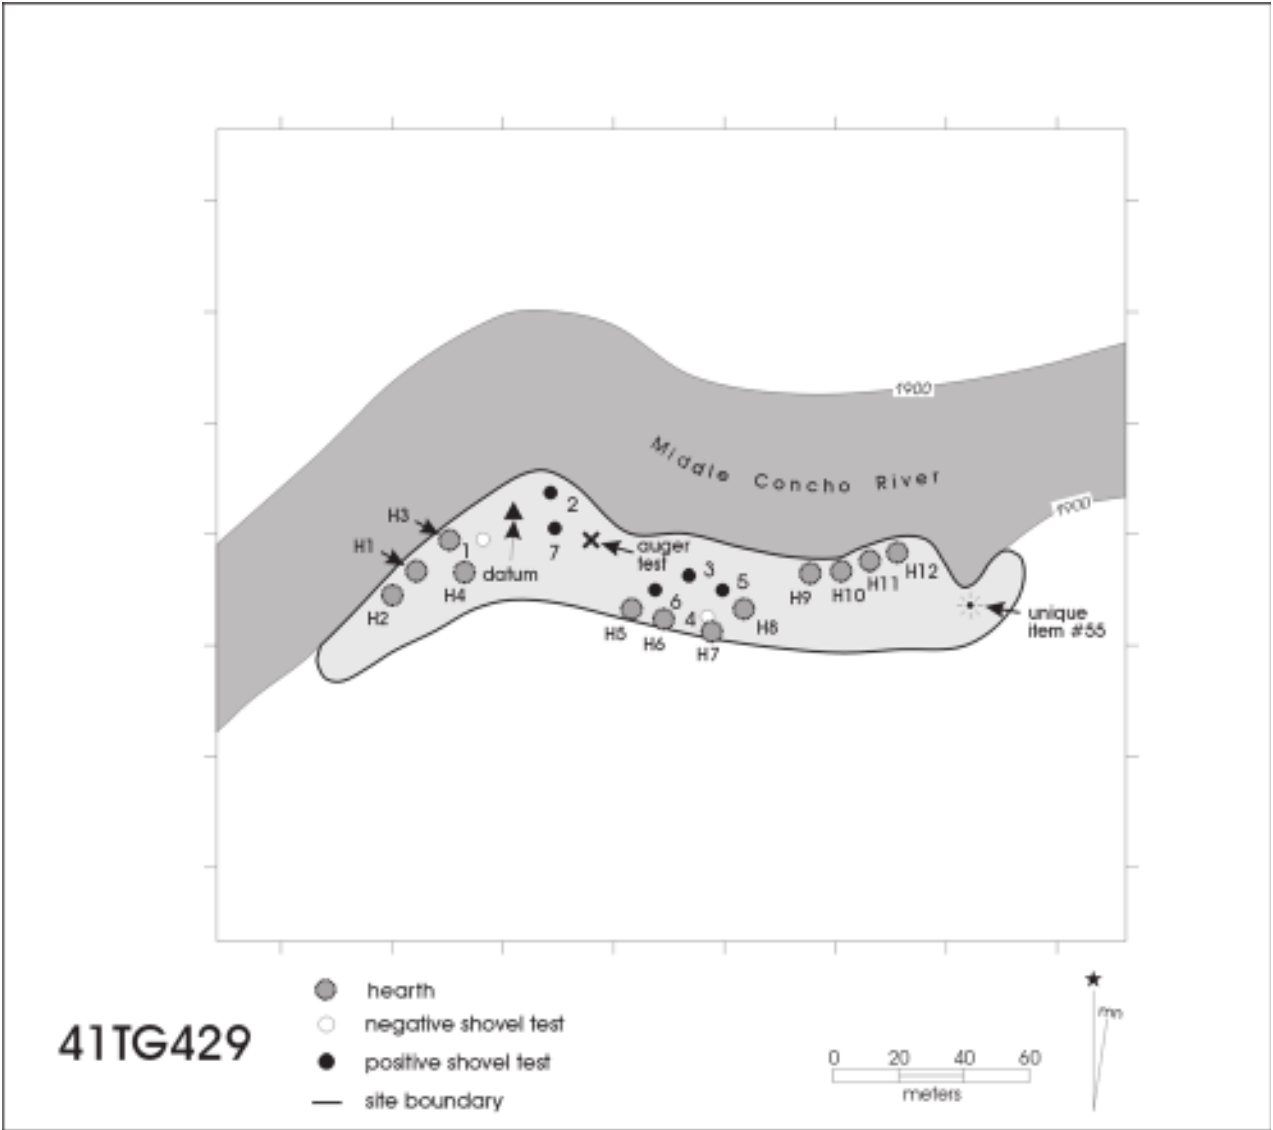 1900
Middle Concho River
1900
H3
2
H1
1
7
auger
test
datum
H4
3
5
H12
H11
H10
H9
6
H2
4
H8
H5
H6
H7
unique
item #55
hearth
negative shovel test
41TG429
positive shovel test
site boundary
0 20 40 60
meters
mn